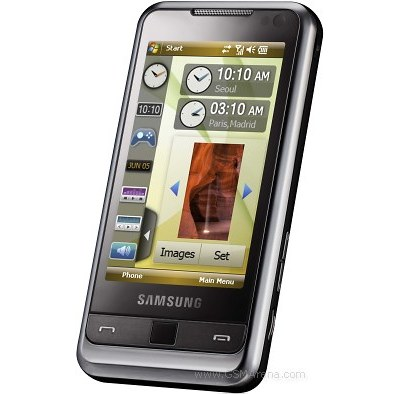 Start
10:10 AM
Seoul
03:10 AM
Paris,Madrid
10:10
JUN 05
Images
Set
Phone
Main Menu
SAMSUNG
www.GSMArena.com